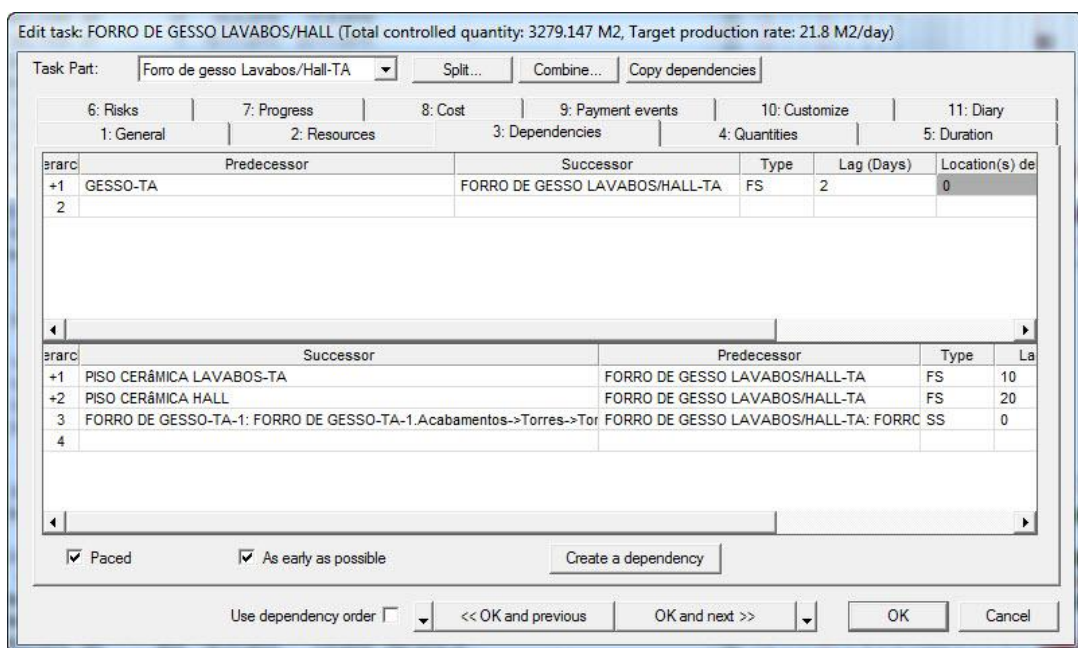 Edit task: FORRO DE GESSO LAVABOS/HALL (Total controlled quantity: 3279.147 M2, Target production rate: 21.8 M2/day)
Task Part: Forro de gesso Lavabos/Hall-TA Split... Combine... Copy dependencies
6: Risks 7: Progress 8: Cost 9: Payment events 10: Customize 11: Diary
1: General 2: Resources 3: Dependencies 4: Quantities 5: Duration
erarc Predecessor Successor Type Lag (Days) Location(s) de
+1 GESSO-TA FORRO DE GESSO LAVABOS/HALL-TA FS 2 0
2
erarc Successor Predecessor Type La
+1 PISO CERâMICA LAVABOS-TA FORRO DE GESSO LAVABOS/HALL-TA FS 10
+2 PISO CERâMICA HALL FORRO DE GESSO LAVABOS/HALL-TA FS 20
3 FORRO DE GESSO-TA-1: FORRO DE GESSO-TA-1.Acabamentos->Torres->Tor FORRO DE GESSO LAVABOS/HALL-TA: FORRO SS 0
4
Paced As early as possible Create a dependency
Use dependency order << OK and previous OK and next >> OK Cancel